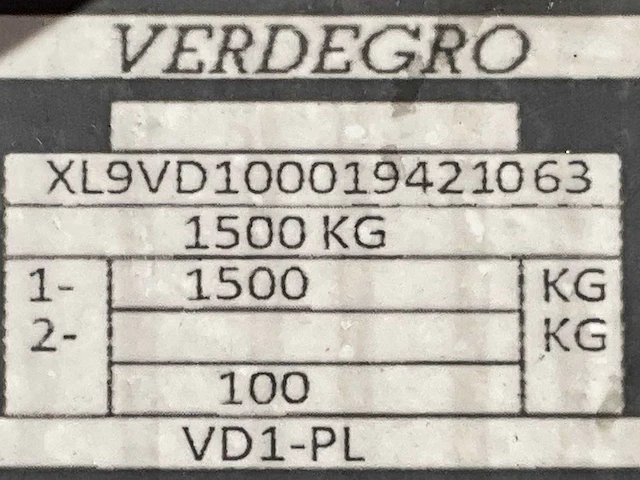 VERDEGRO
XL9VD100019421063
1500 KG
1- 1500 KG
2- KG
100
VD1-PL